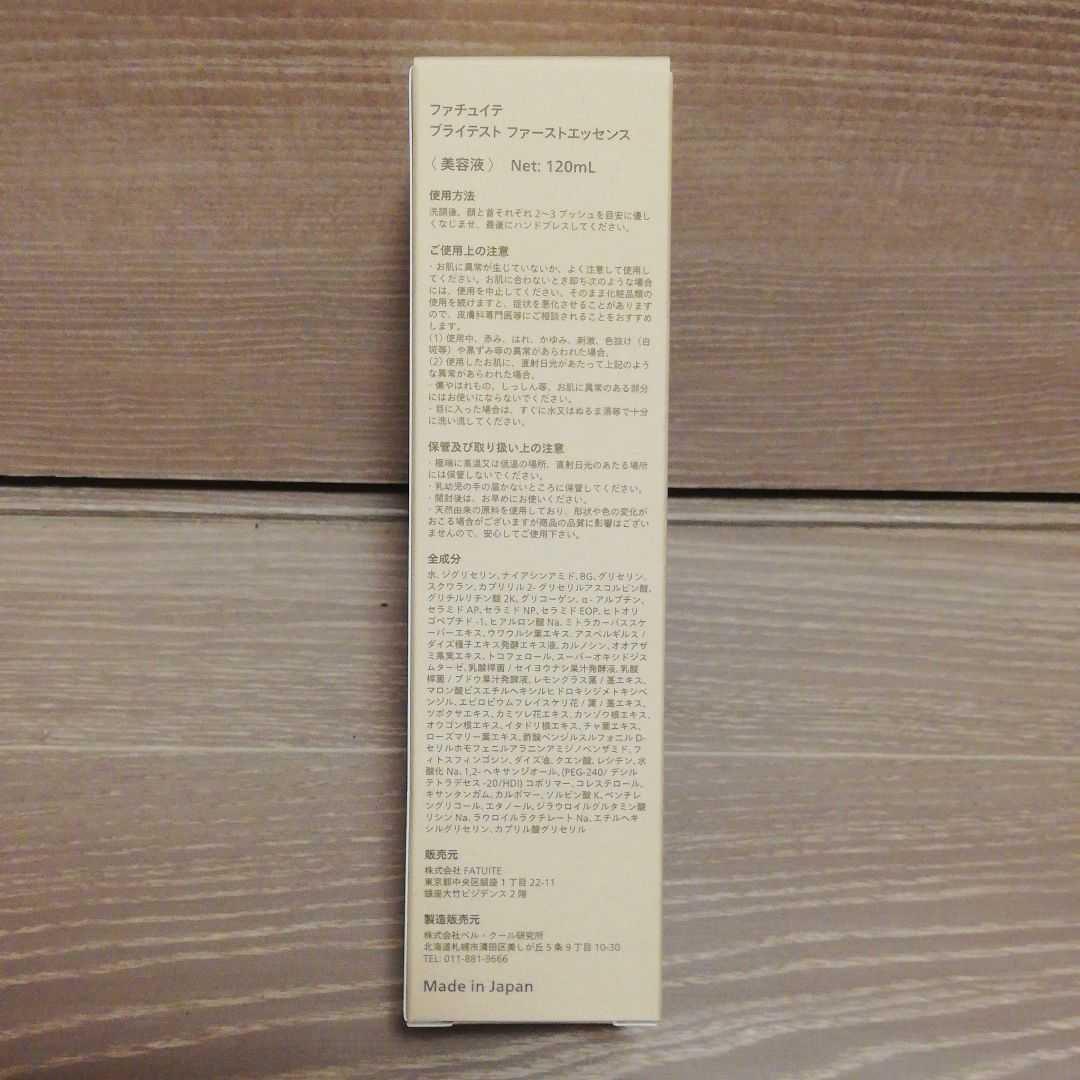 ファチュイテ
ブライテスト ファーストエッセンス
〈 美容液 〉 Net: 120mL
使用方法
洗顔後、顔と首それぞれ 2〜3 プッシュを目安に優し
くなじませ、最後にハンドプレスしてください。
ご使用上の注意
・お肌に異常が生じていないか、よく注意して使用し
てください。お肌に合わないとき即ち次のような場合
には、使用を中止してください。そのまま化粧品類の
使用を続けますと、症状を悪化させることがあります
ので、皮膚科専門医等にご相談されることをおすすめ
します。
(1) 使用中、赤み、はれ、かゆみ、刺激、色抜け（白
斑等）や黒ずみ等の異常があらわれた場合。
(2) 使用したお肌に、直射日光があたって上記のよう
な異常があらわれた場合。
・傷やはれもの、しっしん等、お肌に異常のある部分
にはお使いにならないでください。
・目に入った場合は、すぐに水又はぬるま湯等で十分
に洗い流してください。
保管及び取り扱い上の注意
・極端に高温又は低温の場所、直射日光のあたる場所
には保管しないでください。
・乳幼児の手の届かないところに保管してください。
・開封後は、お早めにお使いください。
・天然由来の原料を使用しており、形状や色の変化が
おこる場合がございますが商品の品質に影響はござい
ませんので、安心してご使用下さい。
全成分
水、ジグリセリン、ナイアシンアミド、BG、グリセリン、
スクワラン、カプリリル 2- グリセリルアスコルビン酸、
グリチルリチン酸 2K、グリコーゲン、α - アルブチン、
セラミド AP、セラミド NP、セラミド EOP、ヒトオリ
ゴペプチド -1、ヒアルロン酸 Na、ミトラカーパススケ
ーバーエキス、ウワウルシ葉エキス、アスペルギルス /
ダイズ種子エキス発酵エキス液、カルノシン、オオアザ
ミ果実エキス、トコフェロール、スーパーオキシドジス
ムターゼ、乳酸桿菌 / セイヨウナシ果汁発酵液、乳酸
桿菌 / ブドウ果汁発酵液、レモングラス葉 / 茎エキス、
マロン酸ビスエチルヘキシルヒドロキシジメトキシベ
ンジル、エピロビウムフレイスケリ花 / 葉 / 茎エキス、
ツボクサエキス、カミツレ花エキス、カンゾウ根エキス、
オウゴン根エキス、イタドリ根エキス、チャ葉エキス、
ローズマリー葉エキス、酢酸ベンジルスルフォニル D-
セリルホモフェニルアラニンアミジノベンザミド、フ
ィトスフィンゴシン、ダイズ油、クエン酸、レシチン、水
酸化 Na、1,2- ヘキサンジオール、(PEG-240/ デシル
テトラデセス -20/HDI) コポリマー、コレステロール、
キサンタンガム、カルボマー、ソルビン酸 K、ペンチレ
ングリコール、エタノール、ジラウロイルグルタミン酸
リシン Na、ラウロイルラクチレート Na、エチルヘキ
シルグリセリン、カプリル酸グリセリル
販売元
株式会社 FATUITE
東京都中央区銀座 1 丁目 22-11
銀座大竹ビジデンス 2 階
製造販売元
株式会社ベル・クール研究所
北海道札幌市清田区美しが丘 5 条 9 丁目 10-30
TEL: 011-881-9666
Made in Japan